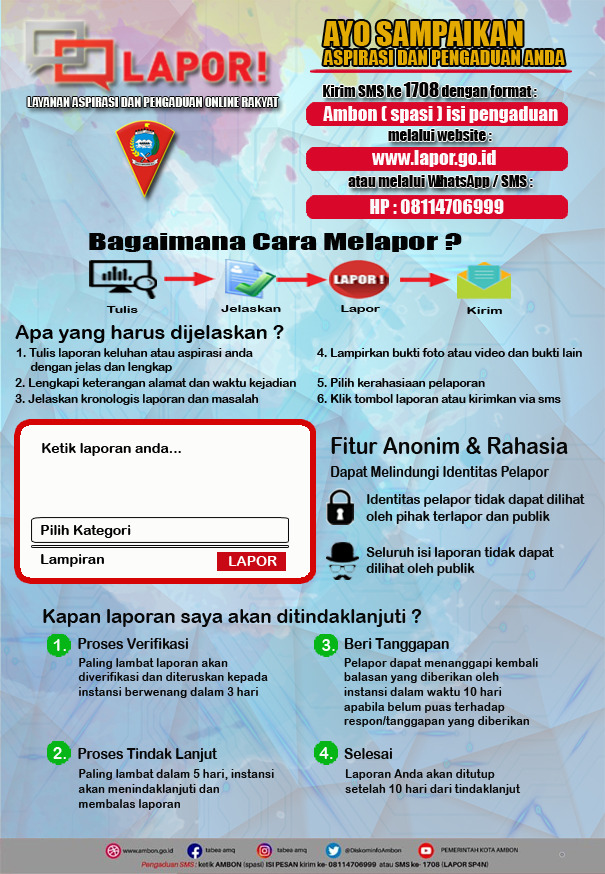 LAPOR!
LAYANAN ASPIRASI DAN PENGADUAN ONLINE RAKYAT
AYO SAMPAIKAN
ASPIRASI DAN PENGADUAN ANDA
Kirim SMS ke 1708 dengan format :
Ambon ( spasi ) isi pengaduan
melalui website :
www.lapor.go.id
atau melalui WhatsApp / SMS :
HP : 08114706999
Bagaimana Cara Melapor ?
LAPOR !
Tulis
Jelaskan
Lapor
Kirim
Apa yang harus dijelaskan ?
1. Tulis laporan keluhan atau aspirasi anda
dengan jelas dan lengkap
2. Lengkapi keterangan alamat dan waktu kejadian
3. Jelaskan kronologis laporan dan masalah
4. Lampirkan bukti foto atau video dan bukti lain
5. Pilih kerahasiaan pelaporan
6. Klik tombol laporan atau kirimkan via sms
Ketik laporan anda...
Pilih Kategori
Lampiran
LAPOR
Fitur Anonim & Rahasia
Dapat Melindungi Identitas Pelapor
Identitas pelapor tidak dapat dilihat
oleh pihak terlapor dan publik
Seluruh isi laporan tidak dapat
dilihat oleh publik
Kapan laporan saya akan ditindaklanjuti ?
1. Proses Verifikasi
Paling lambat laporan akan
diverifikasi dan diteruskan kepada
instansi berwenang dalam 3 hari
2. Proses Tindak Lanjut
Paling lambat dalam 5 hari, instansi
akan menindaklanjuti dan
membalas laporan
3. Beri Tanggapan
Pelapor dapat menanggapi kembali
balasan yang diberikan oleh
instansi dalam waktu 10 hari
apabila belum puas terhadap
respon/tanggapan yang diberikan
4. Selesai
Laporan Anda akan ditutup
setelah 10 hari dari tindaklanjut
www.ambon.go.id
tabea amq
tabea amq
@DiskominfoAmbon
PEMERINTAH KOTA AMBON
Pengaduan SMS : ketik AMBON (spasi) ISI PESAN kirim ke- 08114706999 atau SMS ke- 1708 (LAPOR SP4N)